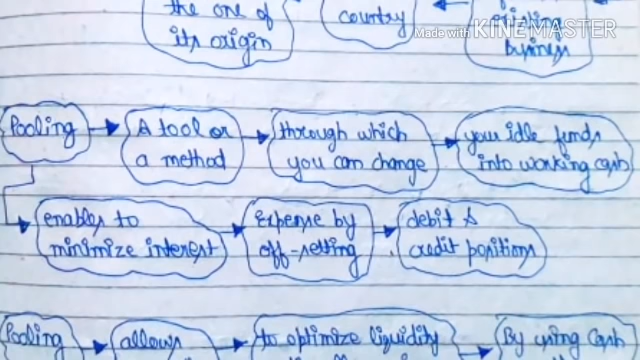 the one of
its origin
country
business
Made with KINEMASTER
Pooling
A tool or
a method
through which
you can change
your idle funds
into working cash
enables to
minimize interest
Expense by
off-setting
debit &
credit positions
Pooling
allows
to optimize liquidity
By using Cash